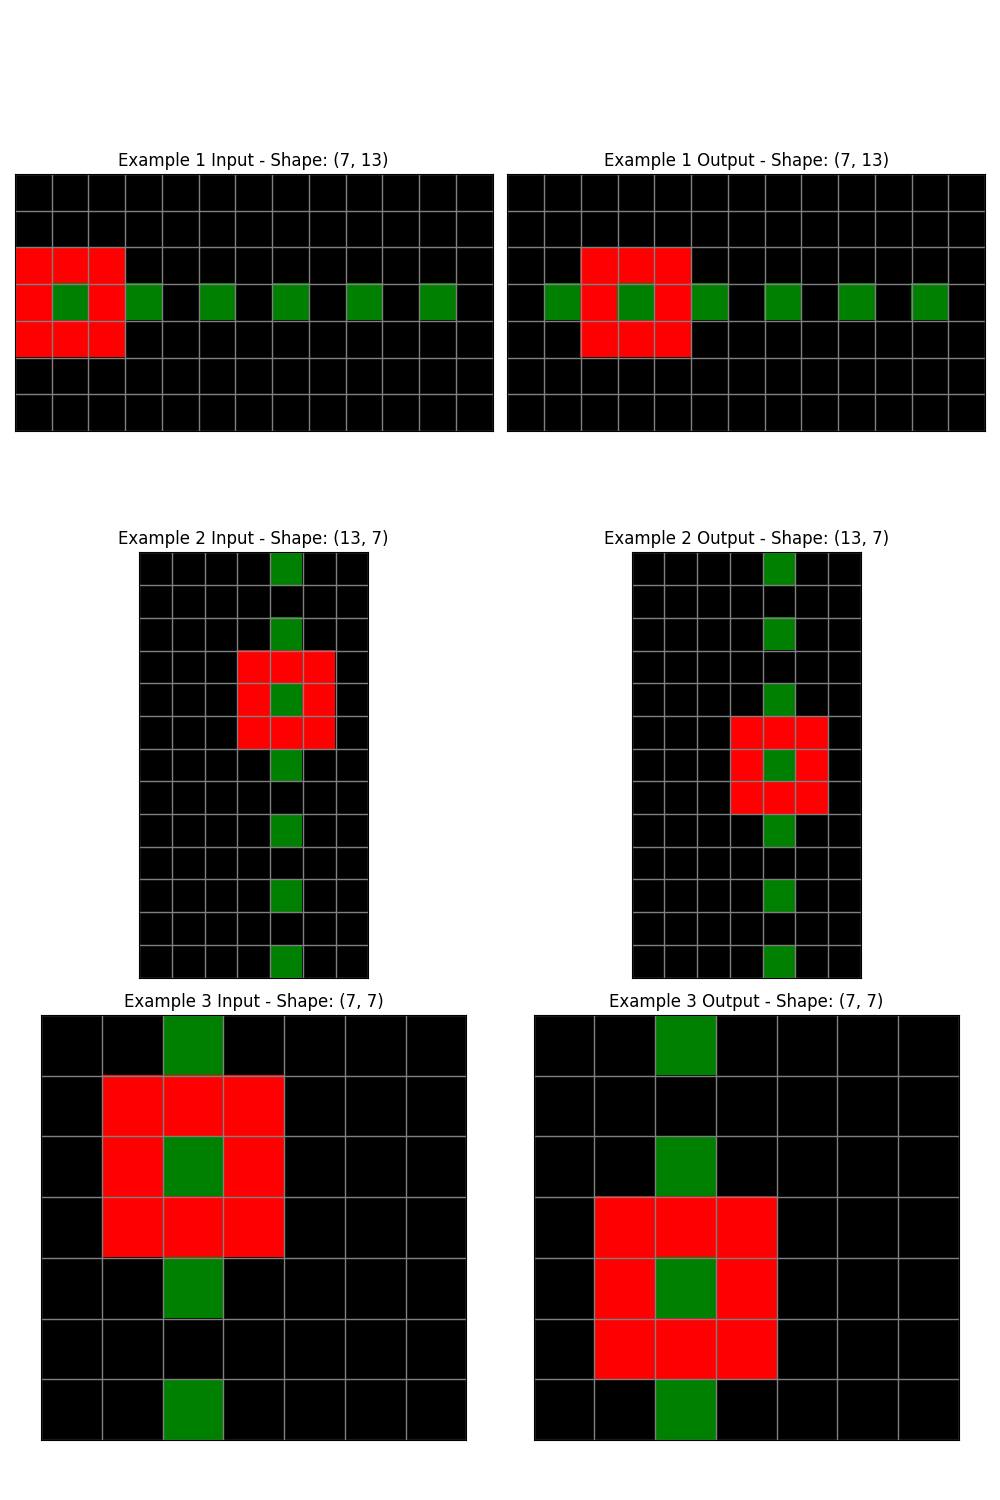 Example 1 Input - Shape: (7, 13)
Example 1 Output - Shape: (7, 13)
Example 2 Input - Shape: (13, 7)
Example 2 Output - Shape: (13, 7)
Example 3 Input - Shape: (7, 7)
Example 3 Output - Shape: (7, 7)